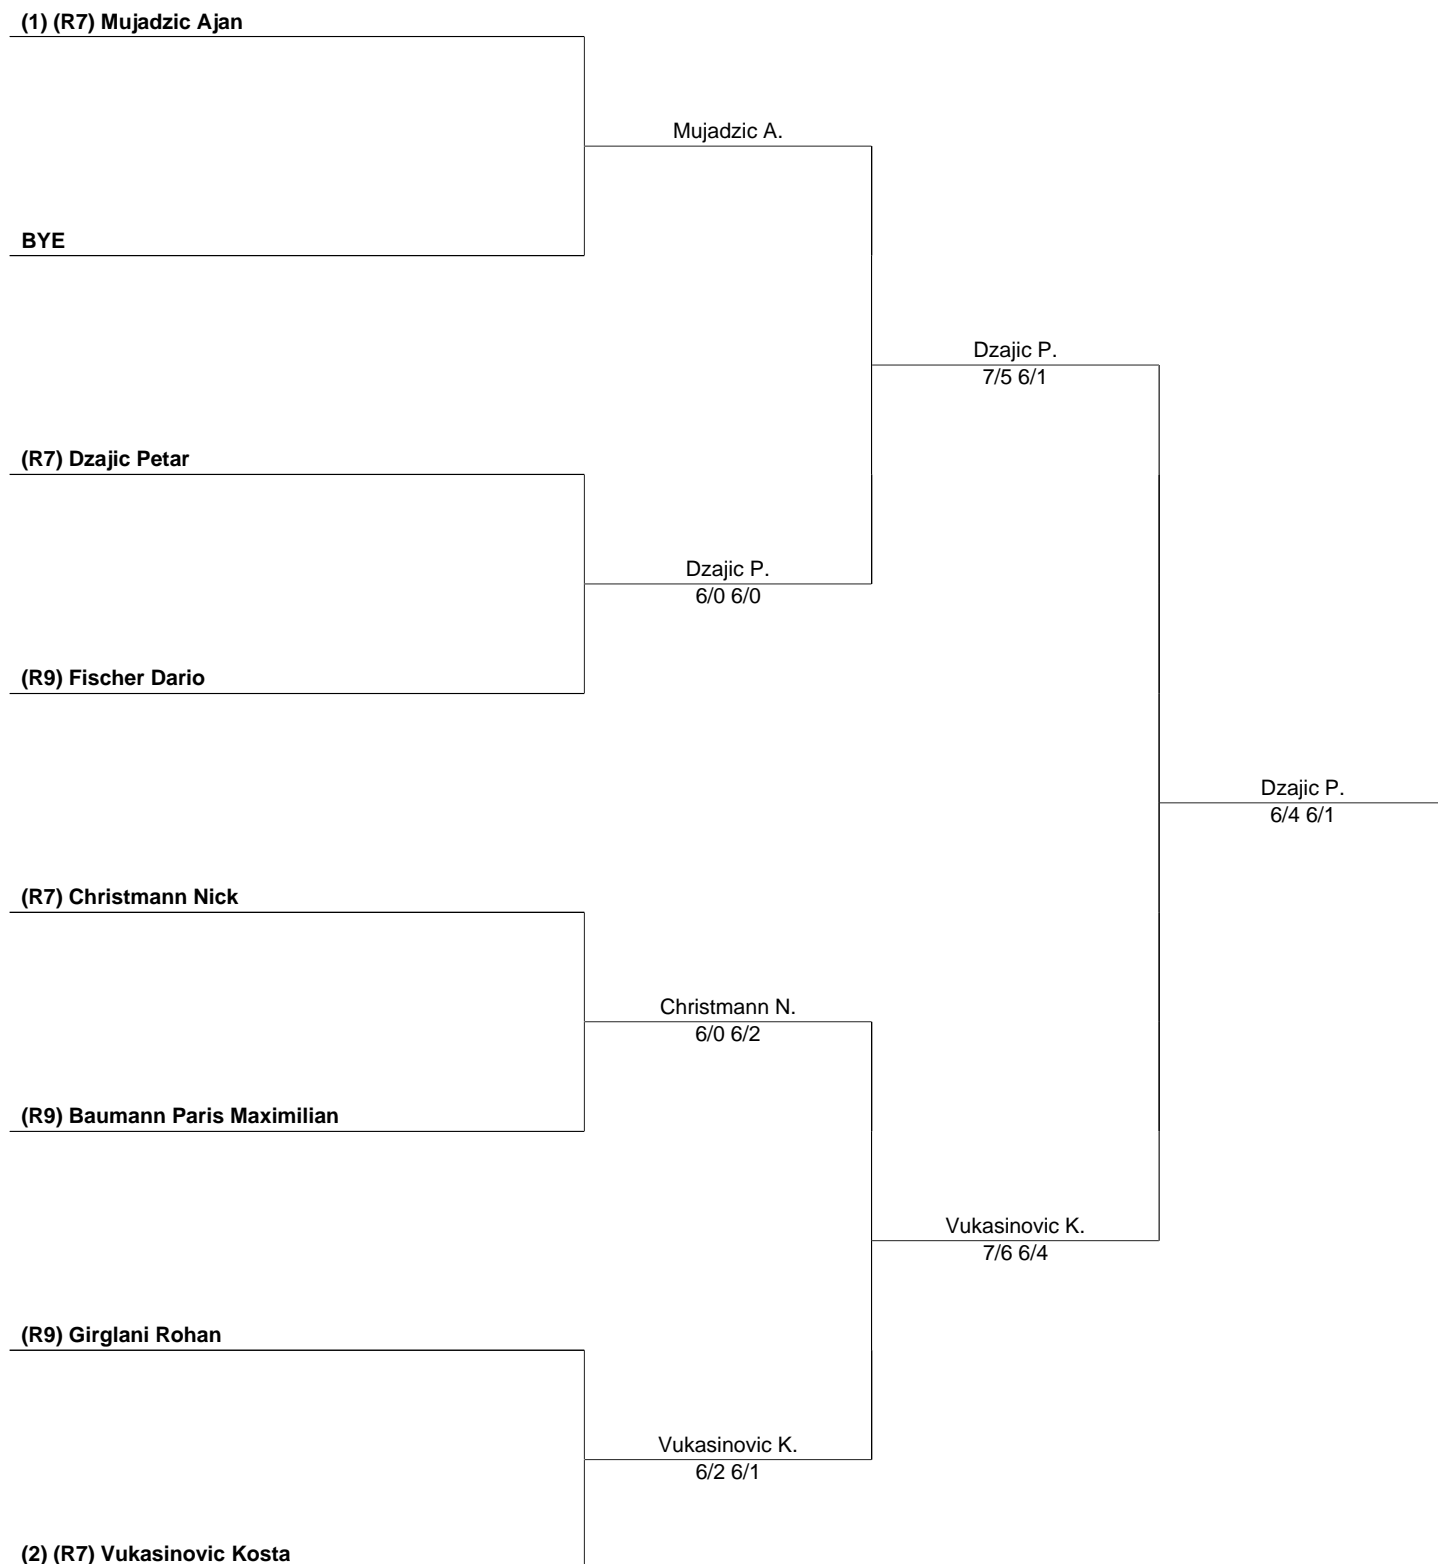 (1) (R7) Mujadzic Ajan
Mujadzic A.
BYE
Dzajic P.
7/5 6/1
(R7) Dzajic Petar
Dzajic P.
6/0 6/0
(R9) Fischer Dario
Dzajic P.
6/4 6/1
(R7) Christmann Nick
Christmann N.
6/0 6/2
(R9) Baumann Paris Maximilian
Vukasinovic K.
7/6 6/4
(R9) Girglani Rohan
Vukasinovic K.
6/2 6/1
(2) (R7) Vukasinovic Kosta